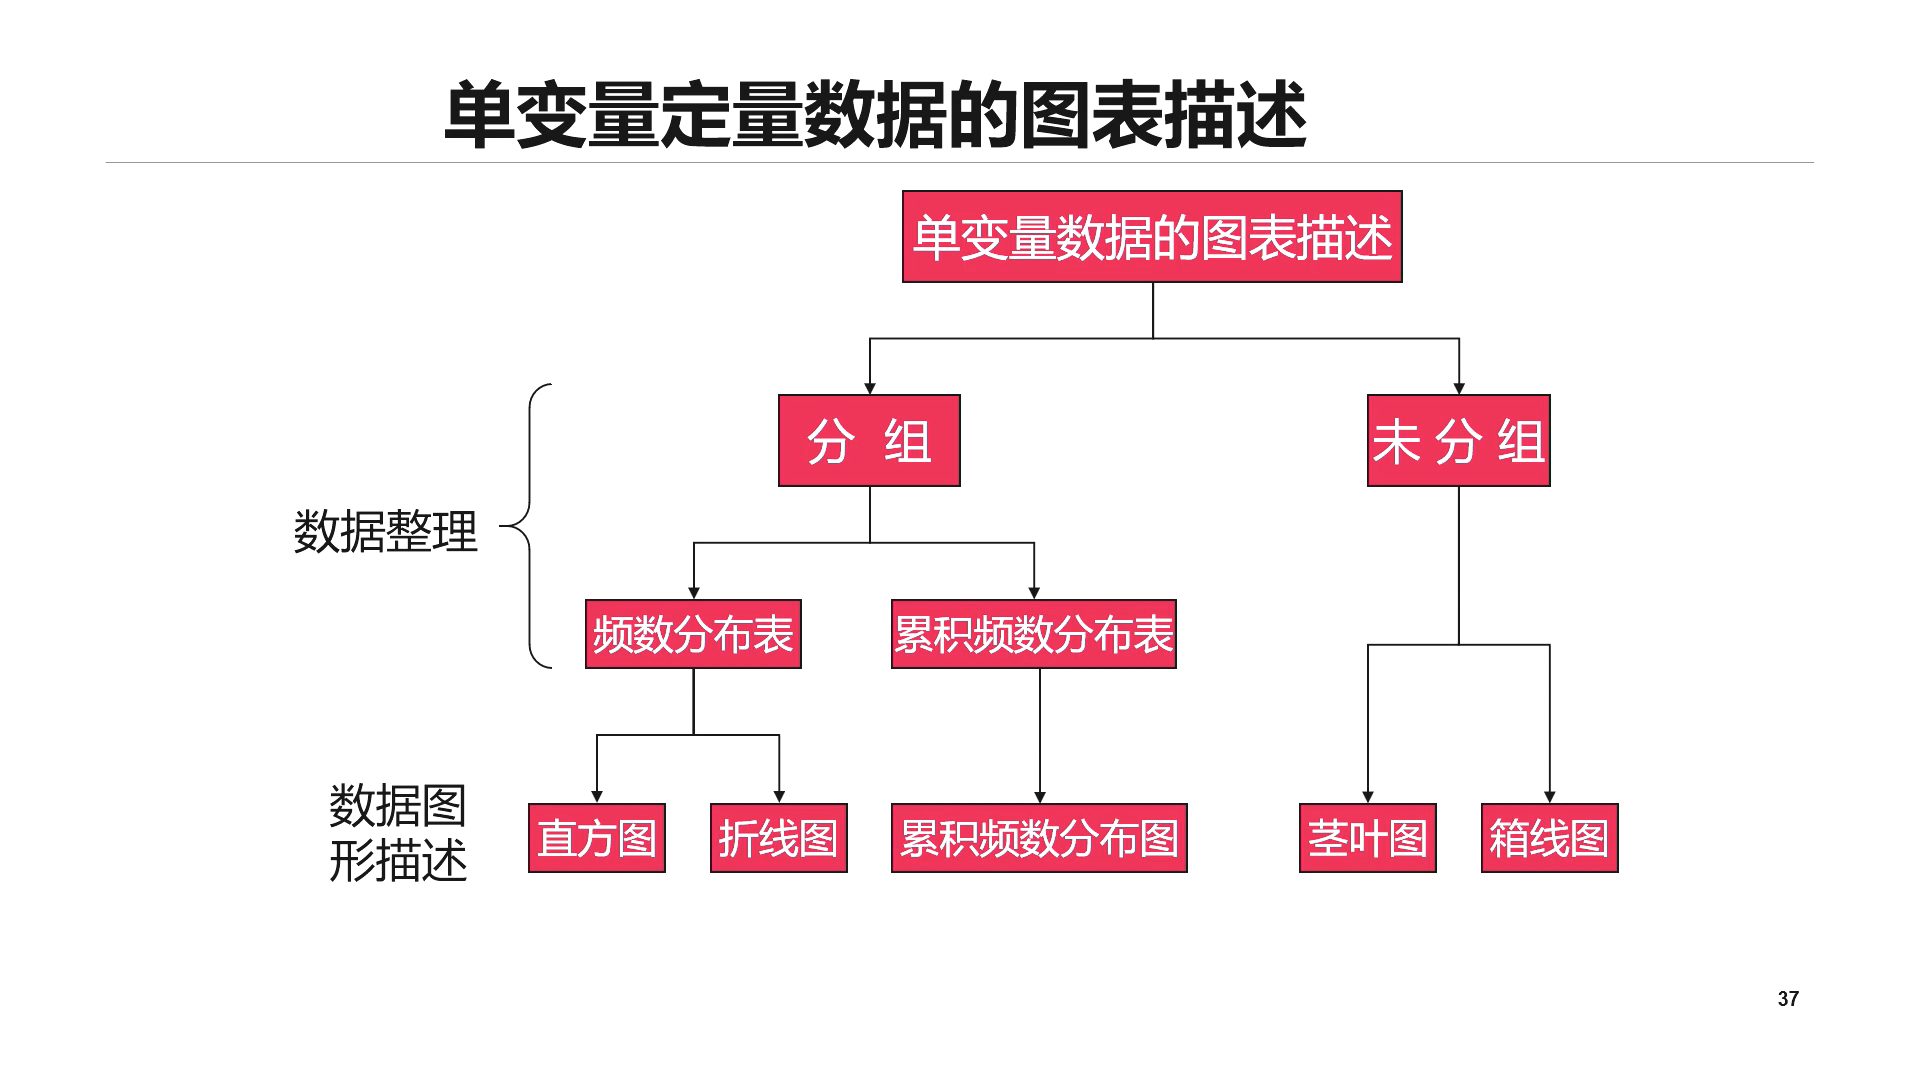 单变量定量数据的图表描述
单变量数据的图表描述
分 组
未 分 组
数据整理
频数分布表
累积频数分布表
数据图
形描述
直方图
折线图
累积频数分布图
茎叶图
箱线图
37